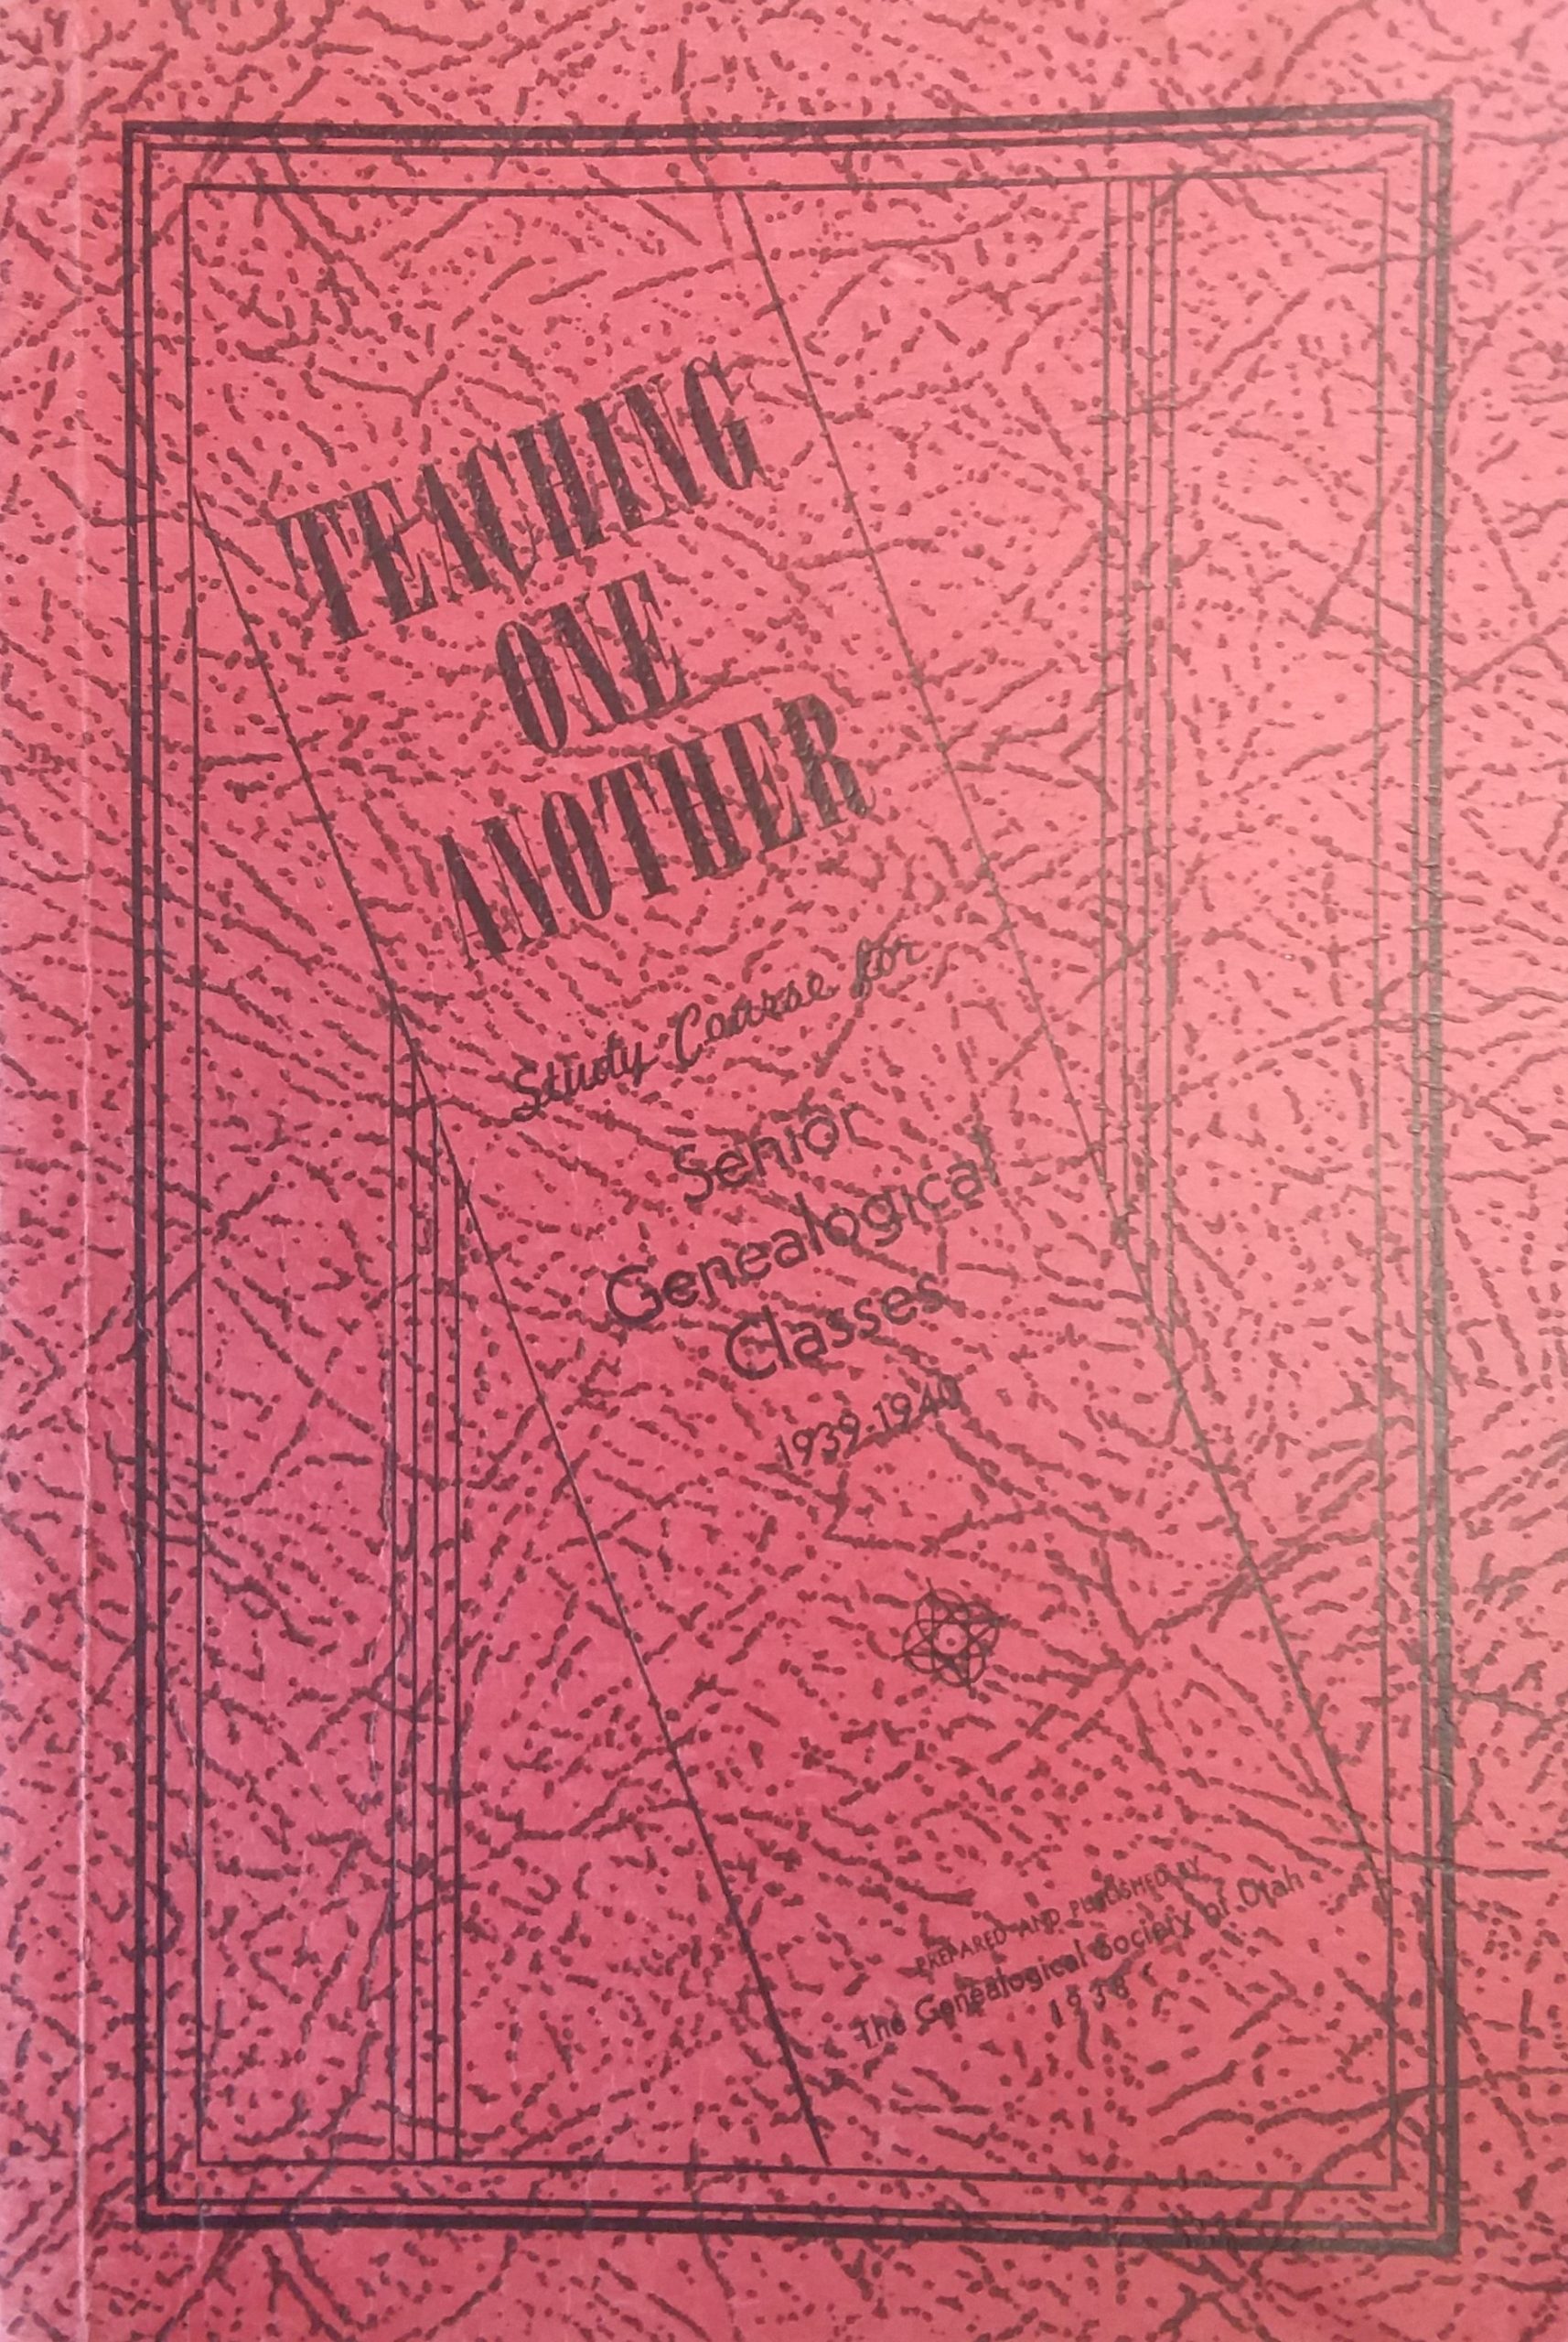 TEACHING
ONE
ANOTHER
Study Course for
Senior
Genealogical
Classes
1939-1940
PREPARED AND PUBLISHED BY
The Genealogical Society of Utah
1938